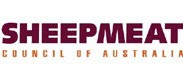 SHEEPMEAT
COUNCIL OF AUSTRALIA